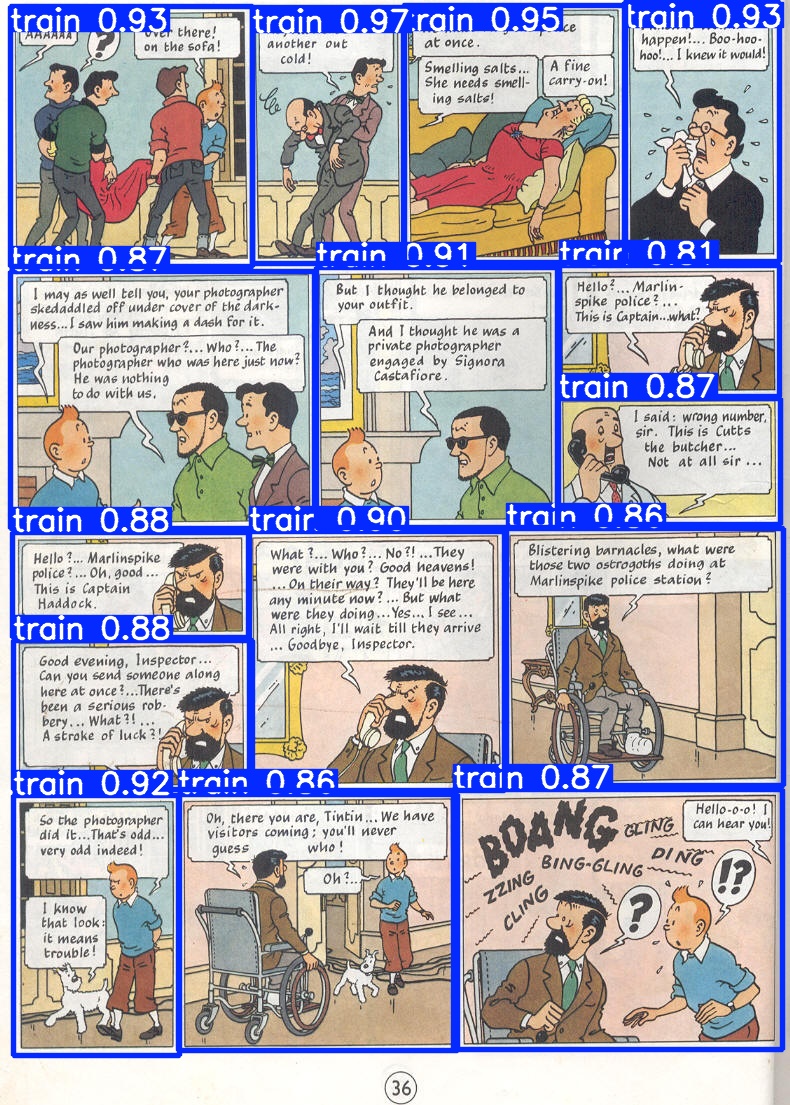 train 0.93
AAAAAA
?
Over there!
on the sofa!
train 0.97
another out
cold!
train 0.95
at once.
Smelling salts...
She needs smell-
ing salts!
A fine
carry-on!
train 0.93
happen!... Boo-hoo-
hoo!... I knew it would!
train 0.87
I may as well tell you, your photographer
skedaddled off under cover of the dark-
ness... I saw him making a dash for it.
Our photographer?... Who?... The
photographer who was here just now?
He was nothing
to do with us.
train 0.91
But I thought he belonged to
your outfit.
And I thought he was a
private photographer
engaged by Signora
Castafiore.
train 0.81
Hello?... Marlin-
spike police?...
This is Captain...what?
train 0.87
I said: wrong number,
sir. This is Cutts
the butcher...
Not at all sir ...
train 0.88
Hello?... Marlinspike
police?... Oh, good...
This is Captain
Haddock.
train 0.88
Good evening, Inspector...
Can you send someone along
here at once?...There's
been a serious rob-
bery... What?!...
A stroke of luck?!
train 0.90
What?... Who?... No?! ...They
were with you? Good heavens!
...On their way? They'll be here
any minute now?... But what
were they doing...Yes... I see...
All right, I'll wait till they arrive
... Goodbye, Inspector.
train 0.86
Blistering barnacles, what were
those two ostrogoths doing at
Marlinspike police station?
train 0.92
So the photographer
did it...That's odd...
very odd indeed!
I know
that look:
it means
trouble!
train 0.86
Oh, there you are, Tintin... We have
visitors coming: you'll never
guess who!
Oh?...
train 0.87
BOANG
GLING
DING
BING-GLING
ZZING
CLING
Hello-o-o! I
can hear you!
?
!?
36